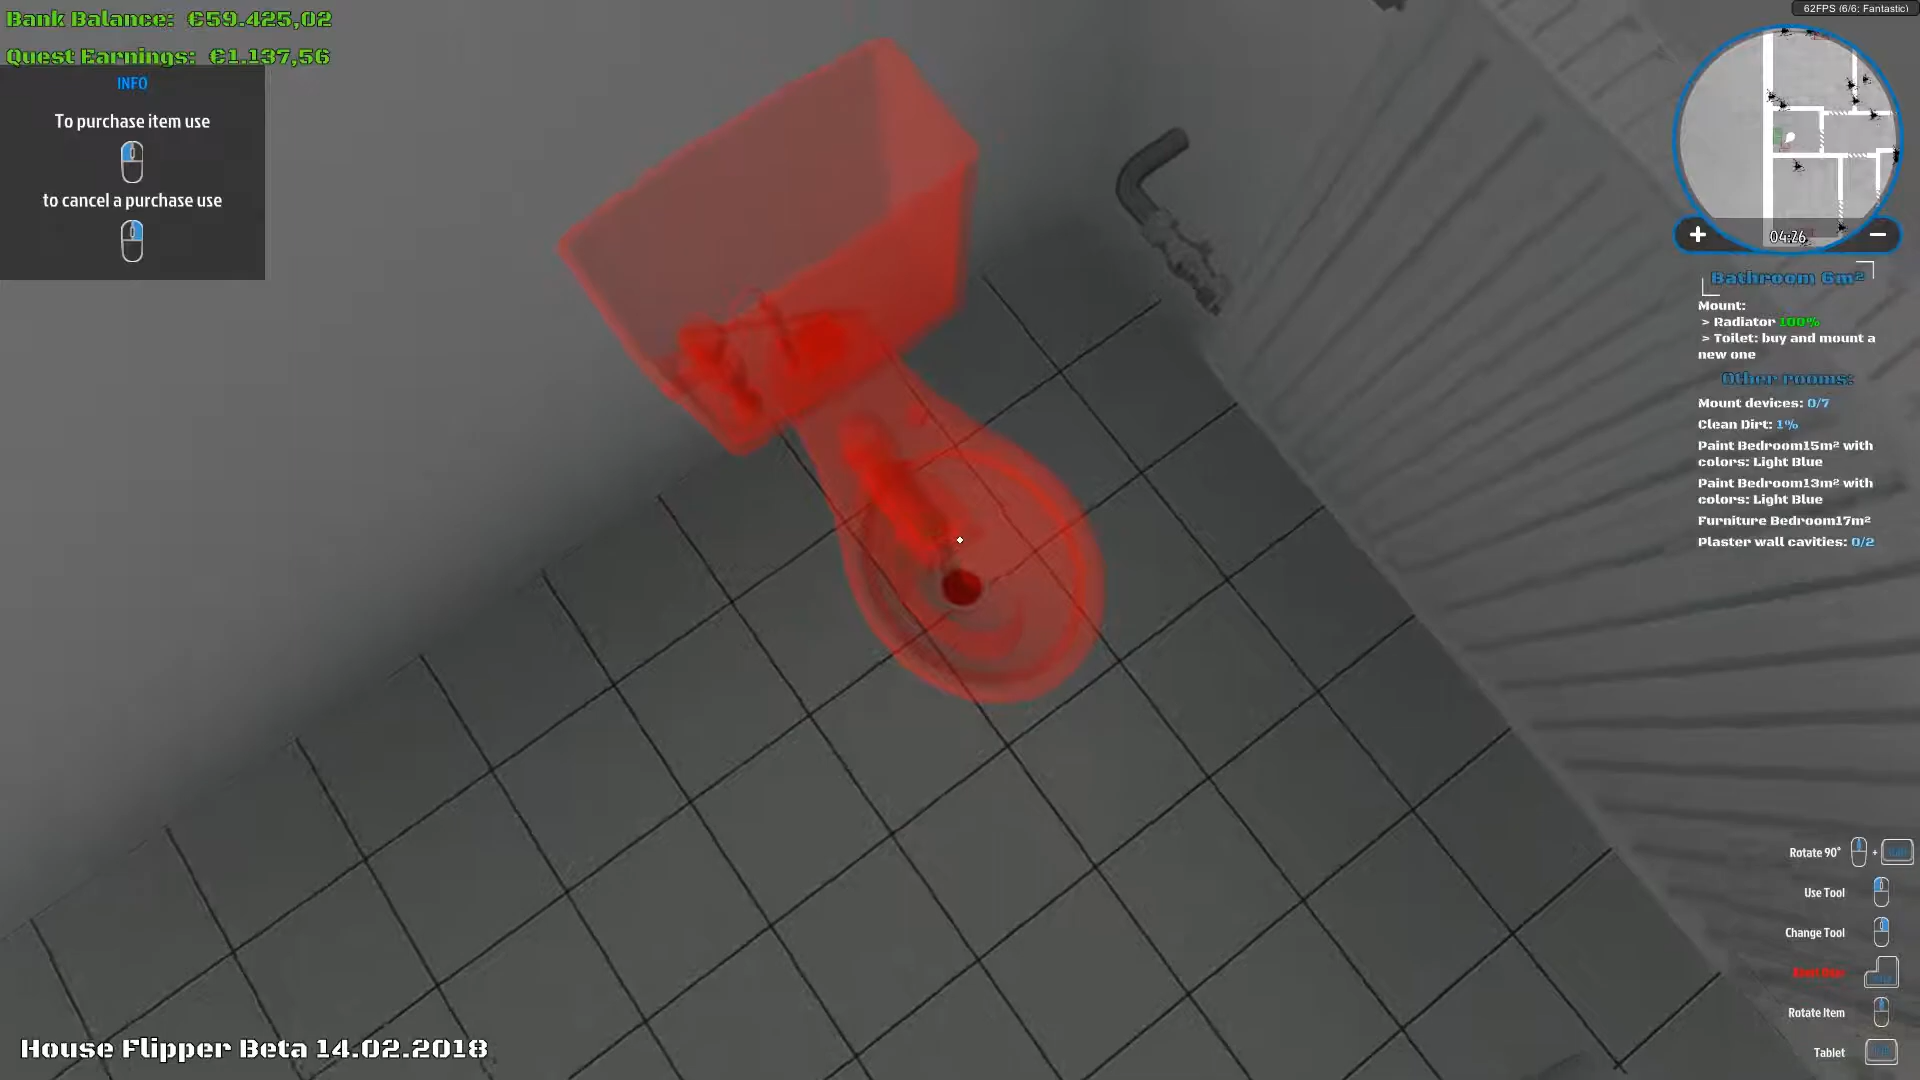 Bank Balance: €59.425,02
Quest Earnings: €1.137,56
INFO
To purchase item use
to cancel a purchase use
62FPS (6/6: Fantastic)
04:26
Bathroom 6m²
Mount:
> Radiator 100%
> Toilet: buy and mount a
new one
Other rooms:
Mount devices: 0/7
Clean Dirt: 1%
Paint Bedroom15m² with
colors: Light Blue
Paint Bedroom13m² with
colors: Light Blue
Furniture Bedroom17m²
Plaster wall cavities: 0/2
Rotate 90° +
Use Tool
Change Tool
Rotate Item
Tablet
House Flipper Beta 14.02.2018